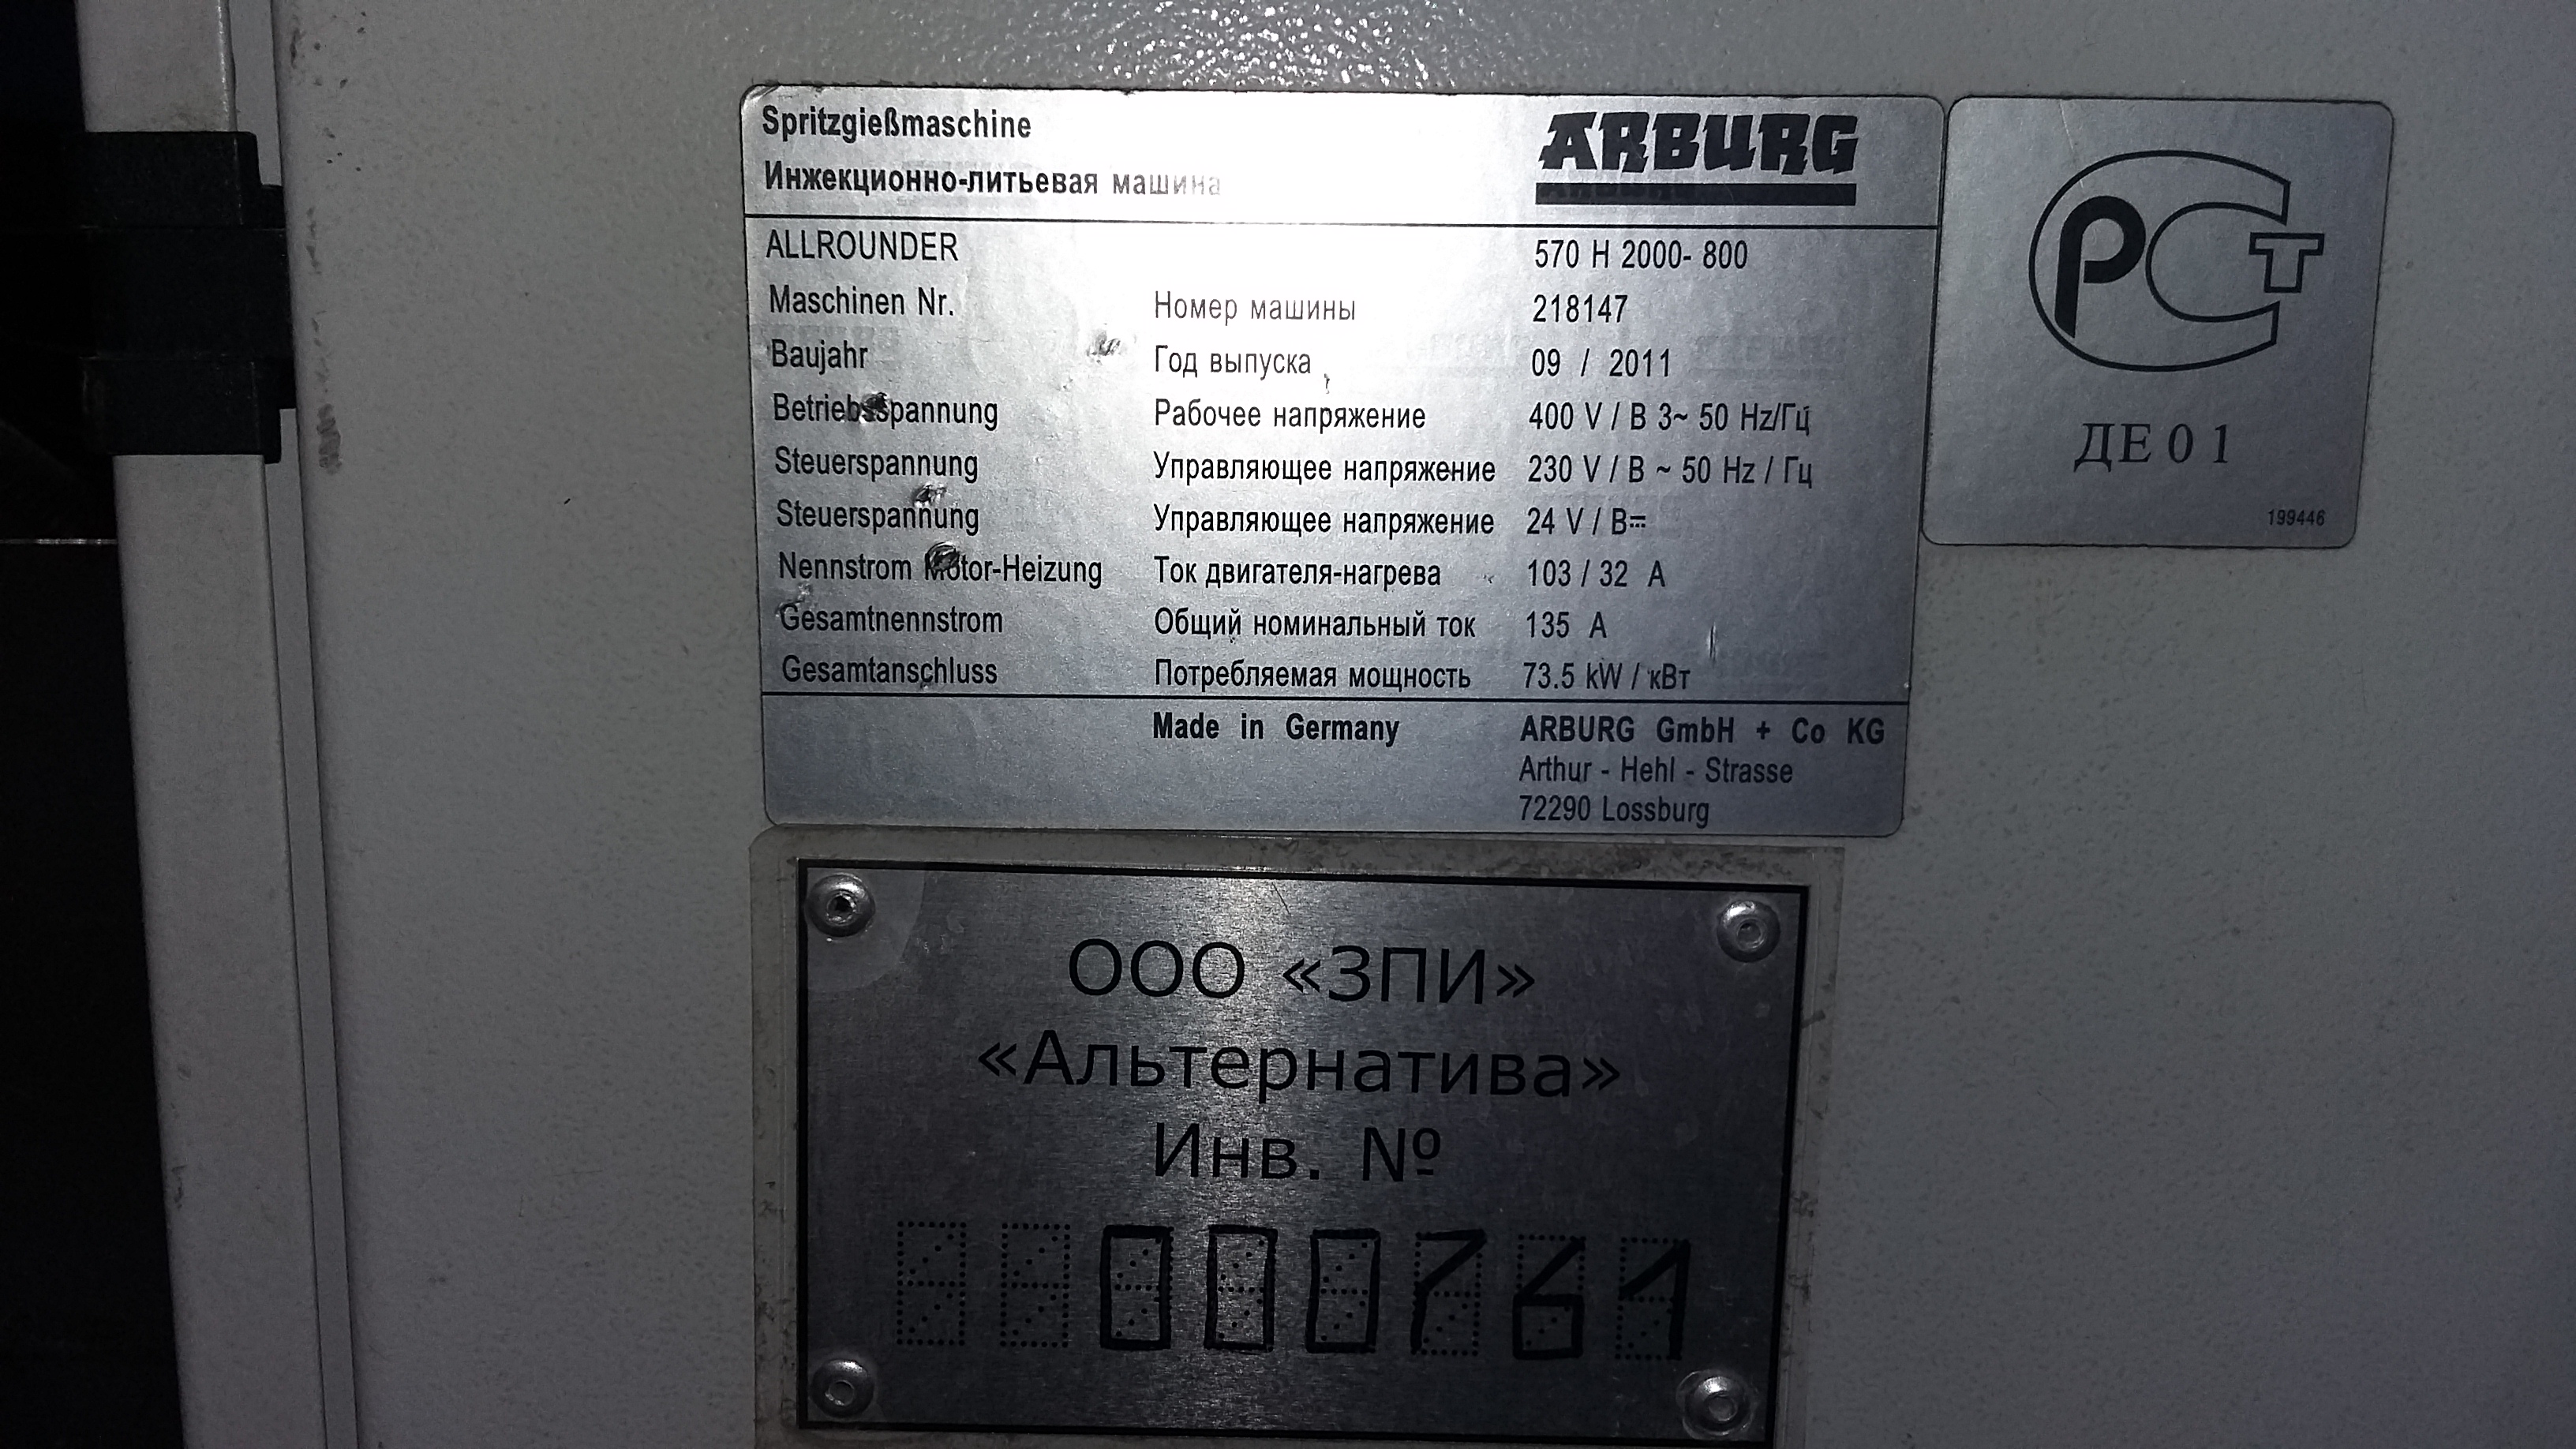 Spritzgießmaschine
Инжекционно-литьевая машина
ARBURG
ALLROUNDER 570 H 2000- 800
Maschinen Nr. Номер машины 218147
Baujahr Год выпуска 09 / 2011
Betriebsspannung Рабочее напряжение 400 V / В 3~ 50 Hz/Гц
Steuerspannung Управляющее напряжение 230 V / В ~ 50 Hz / Гц
Steuerspannung Управляющее напряжение 24 V / В⎓
Nennstrom Motor-Heizung Ток двигателя-нагрева 103 / 32 A
Gesamtnennstrom Общий номинальный ток 135 A
Gesamtanschluss Потребляемая мощность 73.5 kW / кВт
Made in Germany ARBURG GmbH + Co KG
Arthur - Hehl - Strasse
72290 Lossburg
РСТ
ДЕ01
199446
ООО «ЗПИ»
«Альтернатива»
Инв. №
000761